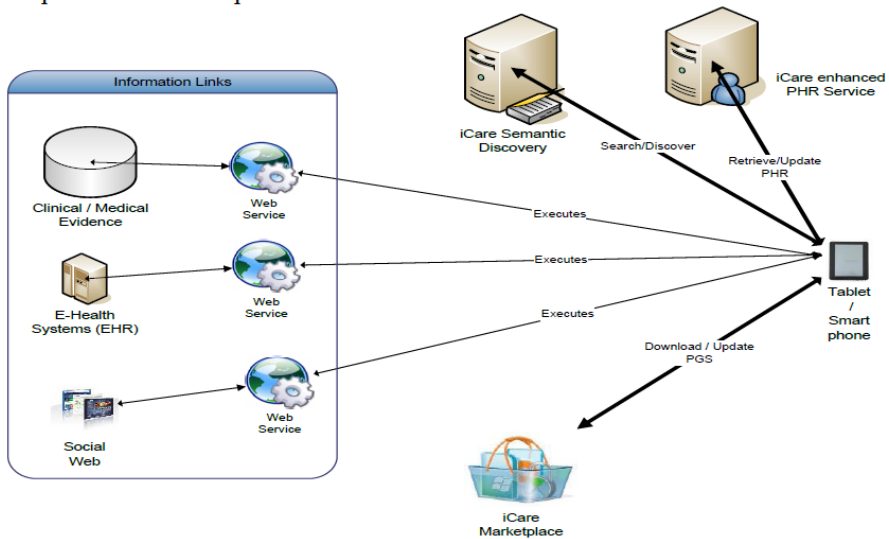 Information Links
Clinical / Medical
Evidence
Web
Service
E-Health
Systems (EHR)
Web
Service
Social
Web
Web
Service
iCare Semantic
Discovery
iCare enhanced
PHR Service
Search/Discover
Retrieve/Update
PHR
Executes
Executes
Executes
Tablet
/
Smart
phone
Download / Update
PGS
iCare
Marketplace